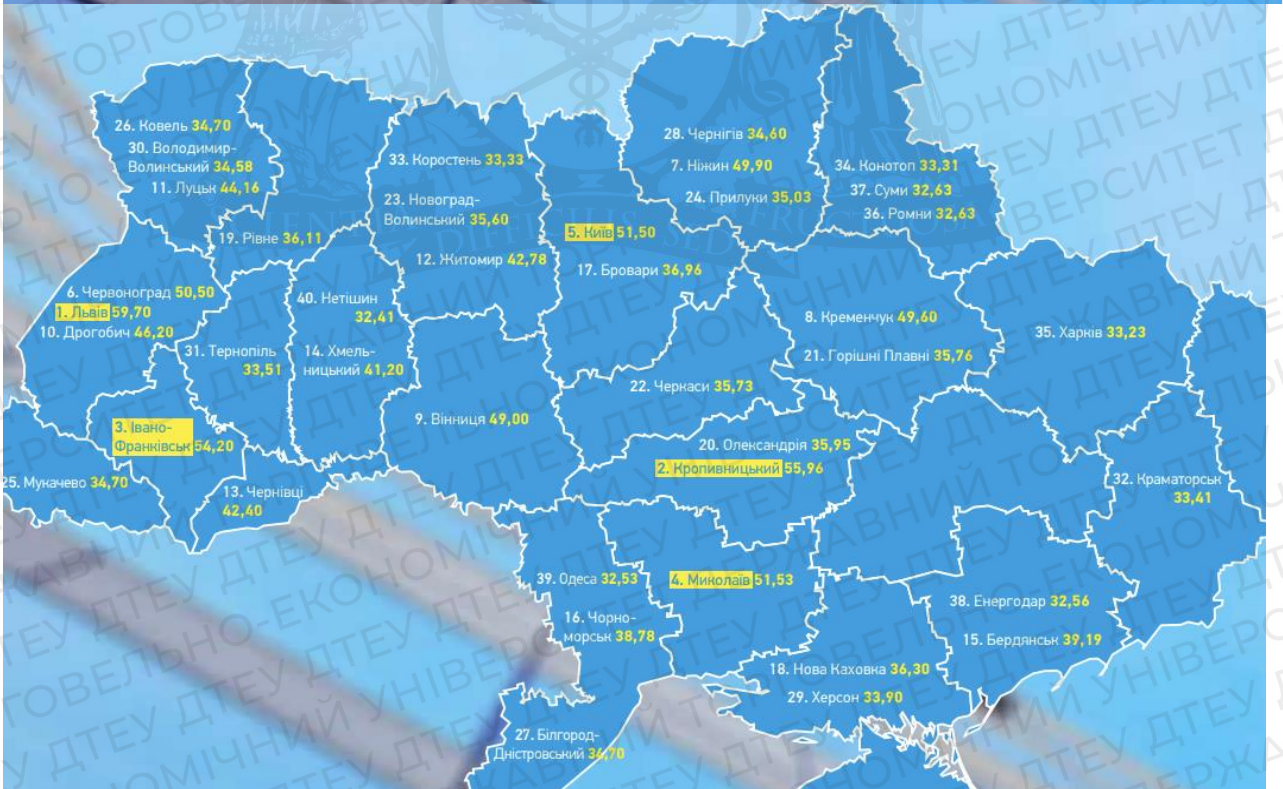 26. Ковель 34,70
30. Володимир-
Волинський 34,58
11. Луцьк 44,16
19. Рівне 36,11
33. Коростень 33,33
23. Новоград-
Волинський 35,60
12. Житомир 42,78
5. Київ 51,50
17. Бровари 36,96
28. Чернігів 34,60
7. Ніжин 49,90
24. Прилуки 35,03
34. Конотоп 33,31
37. Суми 32,63
36. Ромни 32,63
6. Червоноград 50,50
1. Львів 59,70
10. Дрогобич 46,20
31. Тернопіль
33,51
40. Нетішин
32,41
14. Хмель-
ницький 41,20
8. Кременчук 49,60
21. Горішні Плавні 35,76
35. Харків 33,23
22. Черкаси 35,73
9. Вінниця 49,00
3. Івано-
Франківськ 54,20
20. Олександрія 35,95
2. Кропивницький 55,96
25. Мукачево 34,70
13. Чернівці
42,40
32. Краматорськ
33,41
39. Одеса 32,53
16. Чорно-
морськ 38,78
4. Миколаїв 51,53
38. Енергодар 32,56
15. Бердянськ 39,19
18. Нова Каховка 36,30
29. Херсон 33,90
27. Білгород-
Дністровський 34,70